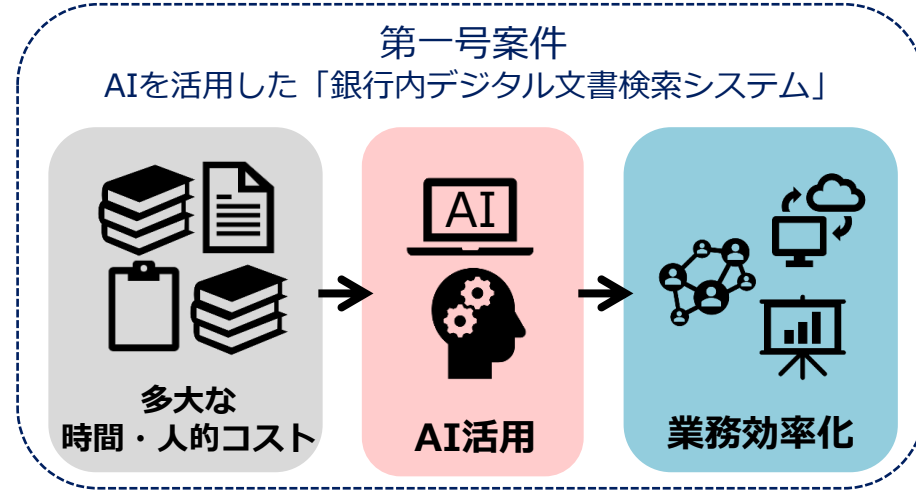 第一号案件
AIを活用した「銀行内デジタル文書検索システム」
AI
多大な
時間・人的コスト
AI活用
業務効率化